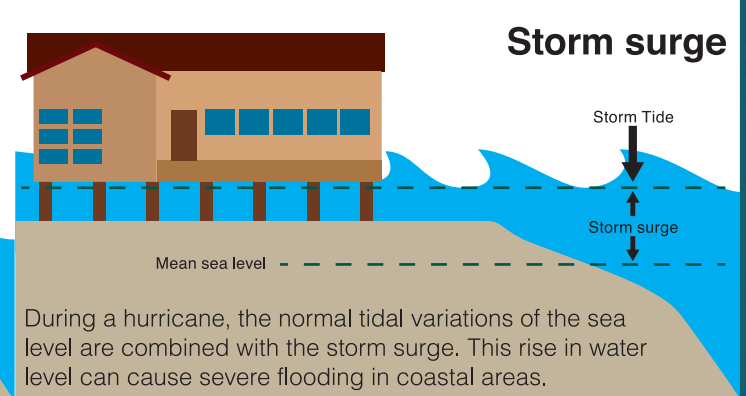 Storm surge
Storm Tide
Storm surge
Mean sea level
During a hurricane, the normal tidal variations of the sea
level are combined with the storm surge. This rise in water
level can cause severe flooding in coastal areas.